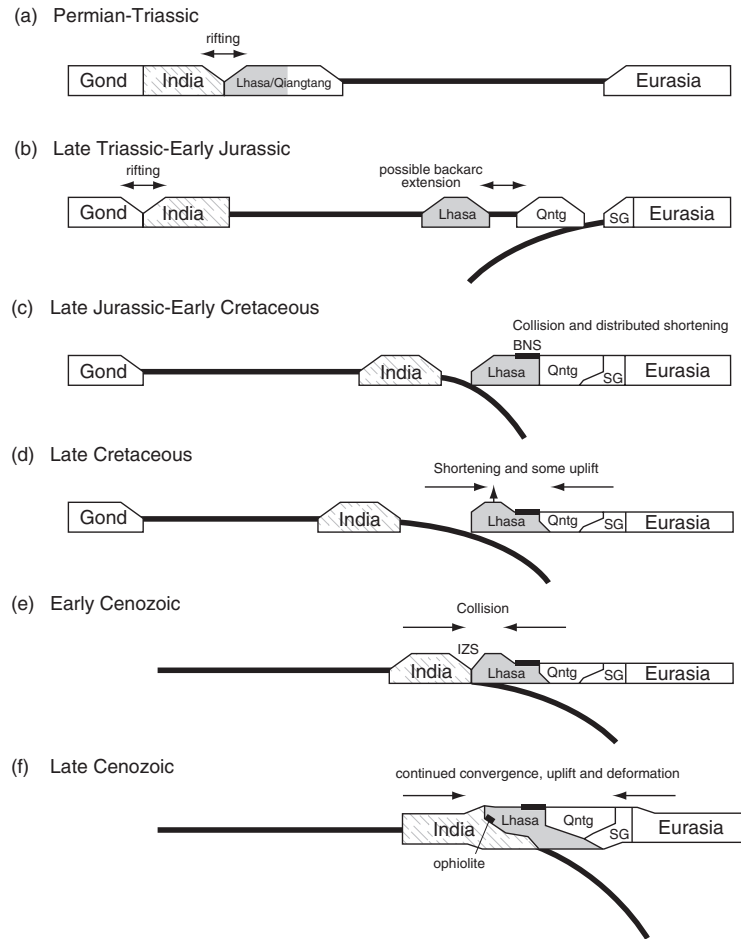 (a) Permian-Triassic
rifting
Gond India Lhasa/Qiangtang Eurasia
(b) Late Triassic-Early Jurassic
rifting
possible backarc
extension
Gond India Lhasa Qntg SG Eurasia
(c) Late Jurassic-Early Cretaceous
Collision and distributed shortening
BNS
Gond India Lhasa Qntg SG Eurasia
(d) Late Cretaceous
Shortening and some uplift
Gond India Lhasa Qntg SG Eurasia
(e) Early Cenozoic
Collision
IZS
India Lhasa Qntg SG Eurasia
(f) Late Cenozoic
continued convergence, uplift and deformation
India Lhasa Qntg SG Eurasia
ophiolite